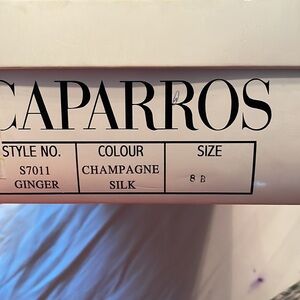 CAPARROS
STYLE NO. COLOUR SIZE
S7011 CHAMPAGNE 8 B
GINGER SILK